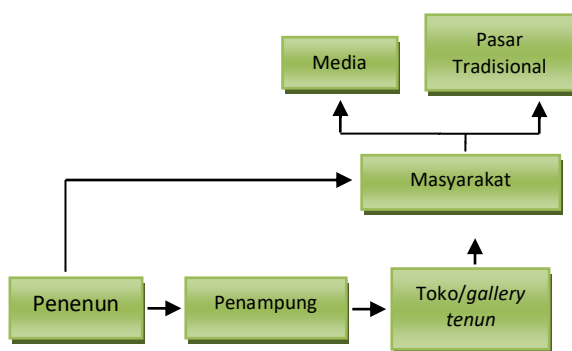 Media
Pasar
Tradisional
Masyarakat
Penenun
Penampung
Toko/gallery
tenun